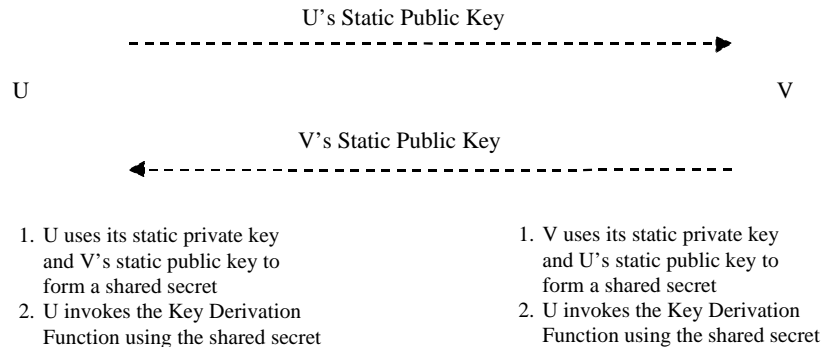 U's Static Public Key
U
V
V's Static Public Key
1. U uses its static private key
and V's static public key to
form a shared secret
2. U invokes the Key Derivation
Function using the shared secret
1. V uses its static private key
and U's static public key to
form a shared secret
2. U invokes the Key Derivation
Function using the shared secret